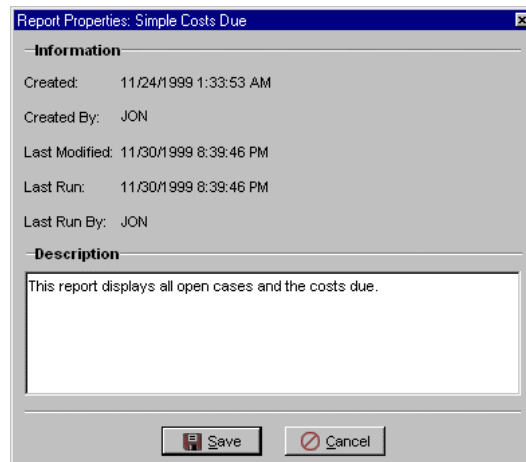 Report Properties: Simple Costs Due
Information
Created: 11/24/1999 1:33:53 AM
Created By: JON
Last Modified: 11/30/1999 8:39:46 PM
Last Run: 11/30/1999 8:39:46 PM
Last Run By: JON
Description
This report displays all open cases and the costs due.
Save Cancel